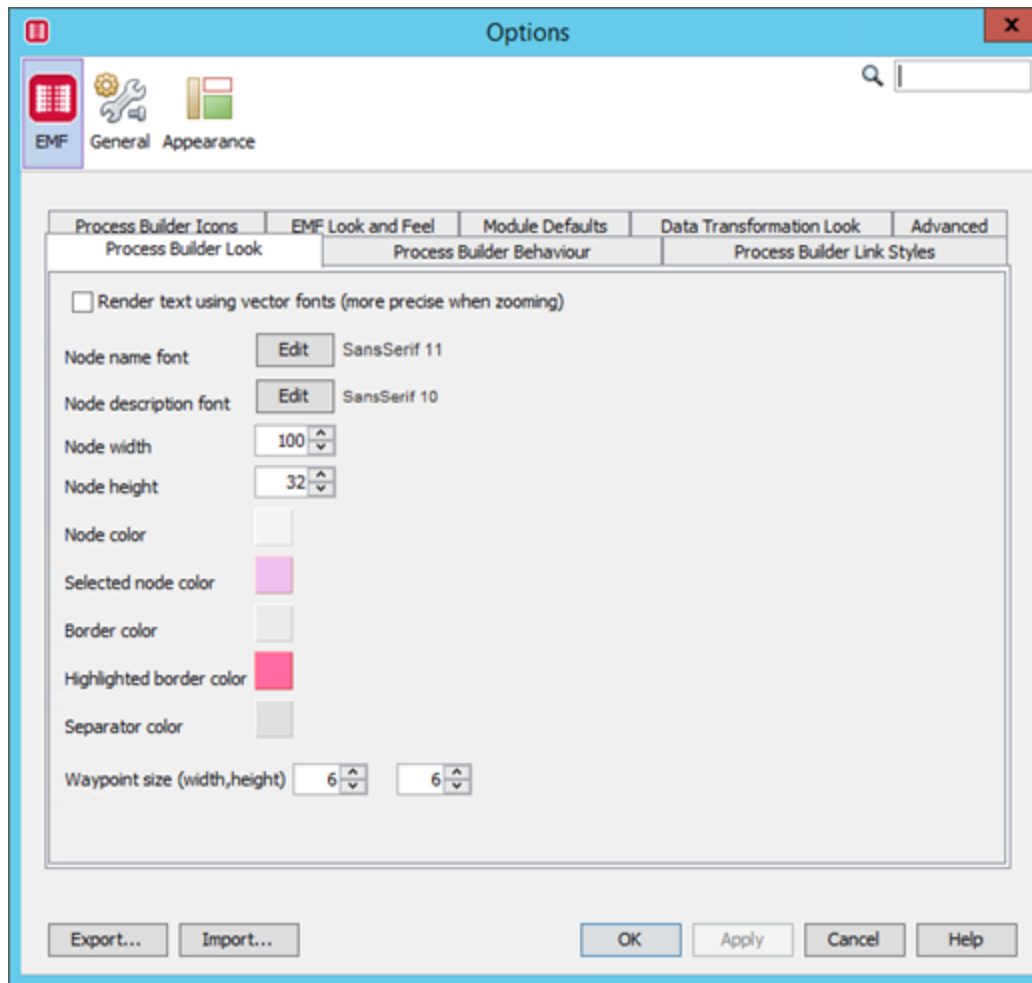 Options
x
EMF General Appearance
Process Builder Icons EMF Look and Feel Module Defaults Data Transformation Look Advanced
Process Builder Look Process Builder Behaviour Process Builder Link Styles
Render text using vector fonts (more precise when zooming)
Node name font Edit SansSerif 11
Node description font Edit SansSerif 10
Node width 100
Node height 32
Node color
Selected node color
Border color
Highlighted border color
Separator color
Waypoint size (width,height) 6 6
Export... Import... OK Apply Cancel Help